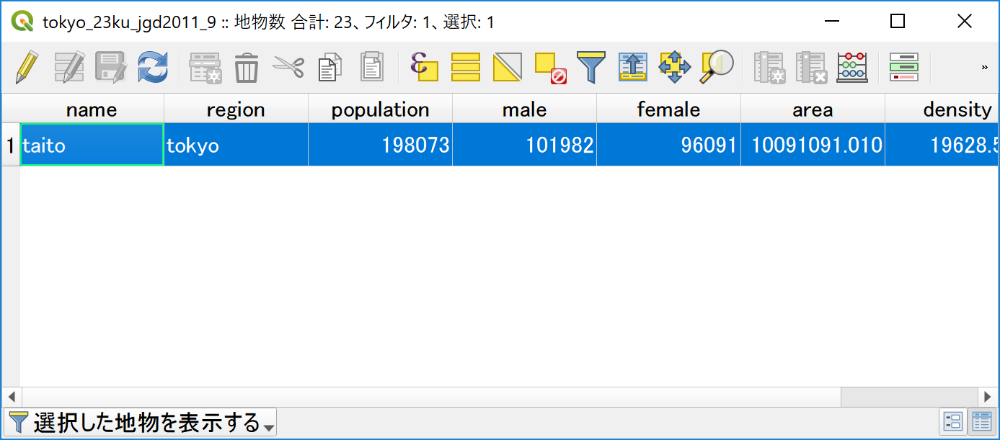 tokyo_23ku_jgd2011_9 :: 地物数 合計: 23、フィルタ: 1、選択: 1
»
name region population male female area density
1 taito tokyo 198073 101982 96091 10091091.010 19628.5
選択した地物を表示する